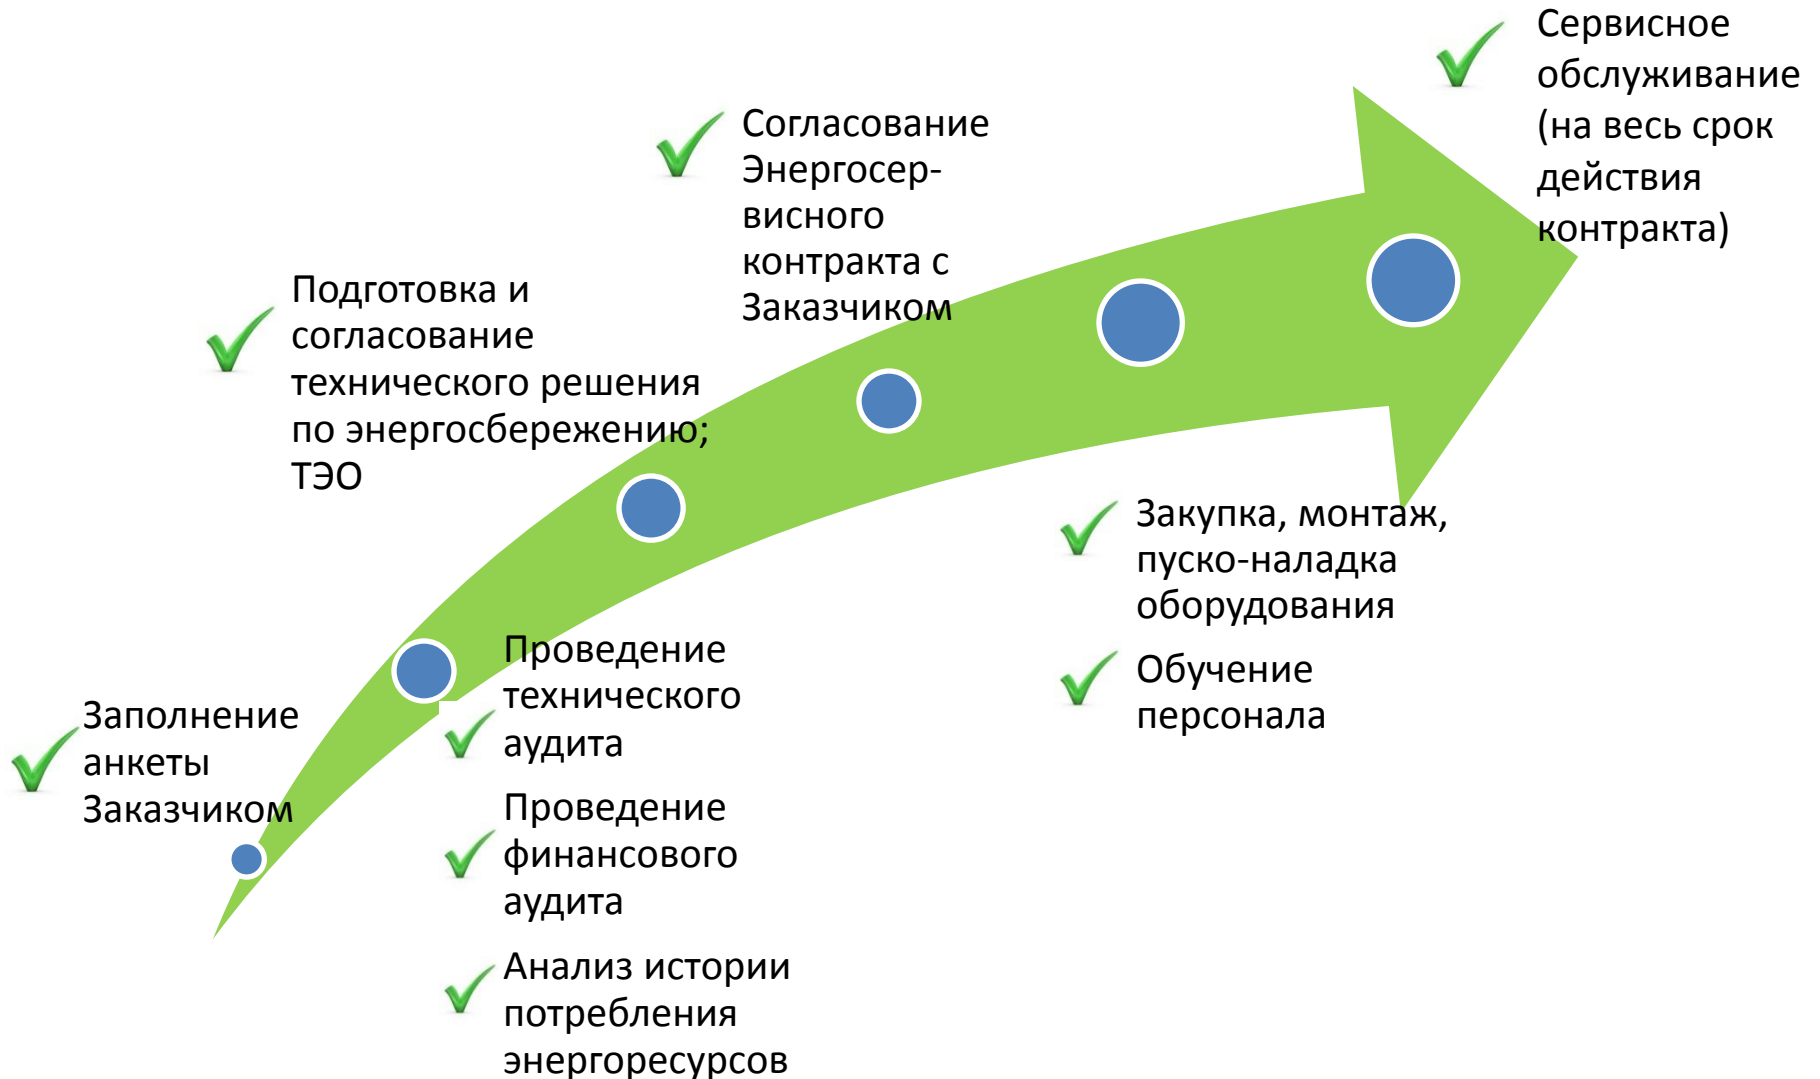 Заполнение
анкеты
Заказчиком
Проведение
технического
аудита
Проведение
финансового
аудита
Анализ истории
потребления
энергоресурсов
Подготовка и
согласование
технического решения
по энергосбережению;
ТЭО
Согласование
Энергосер-
висного
контракта с
Заказчиком
Закупка, монтаж,
пуско-наладка
оборудования
Обучение
персонала
Сервисное
обслуживание
(на весь срок
действия
контракта)